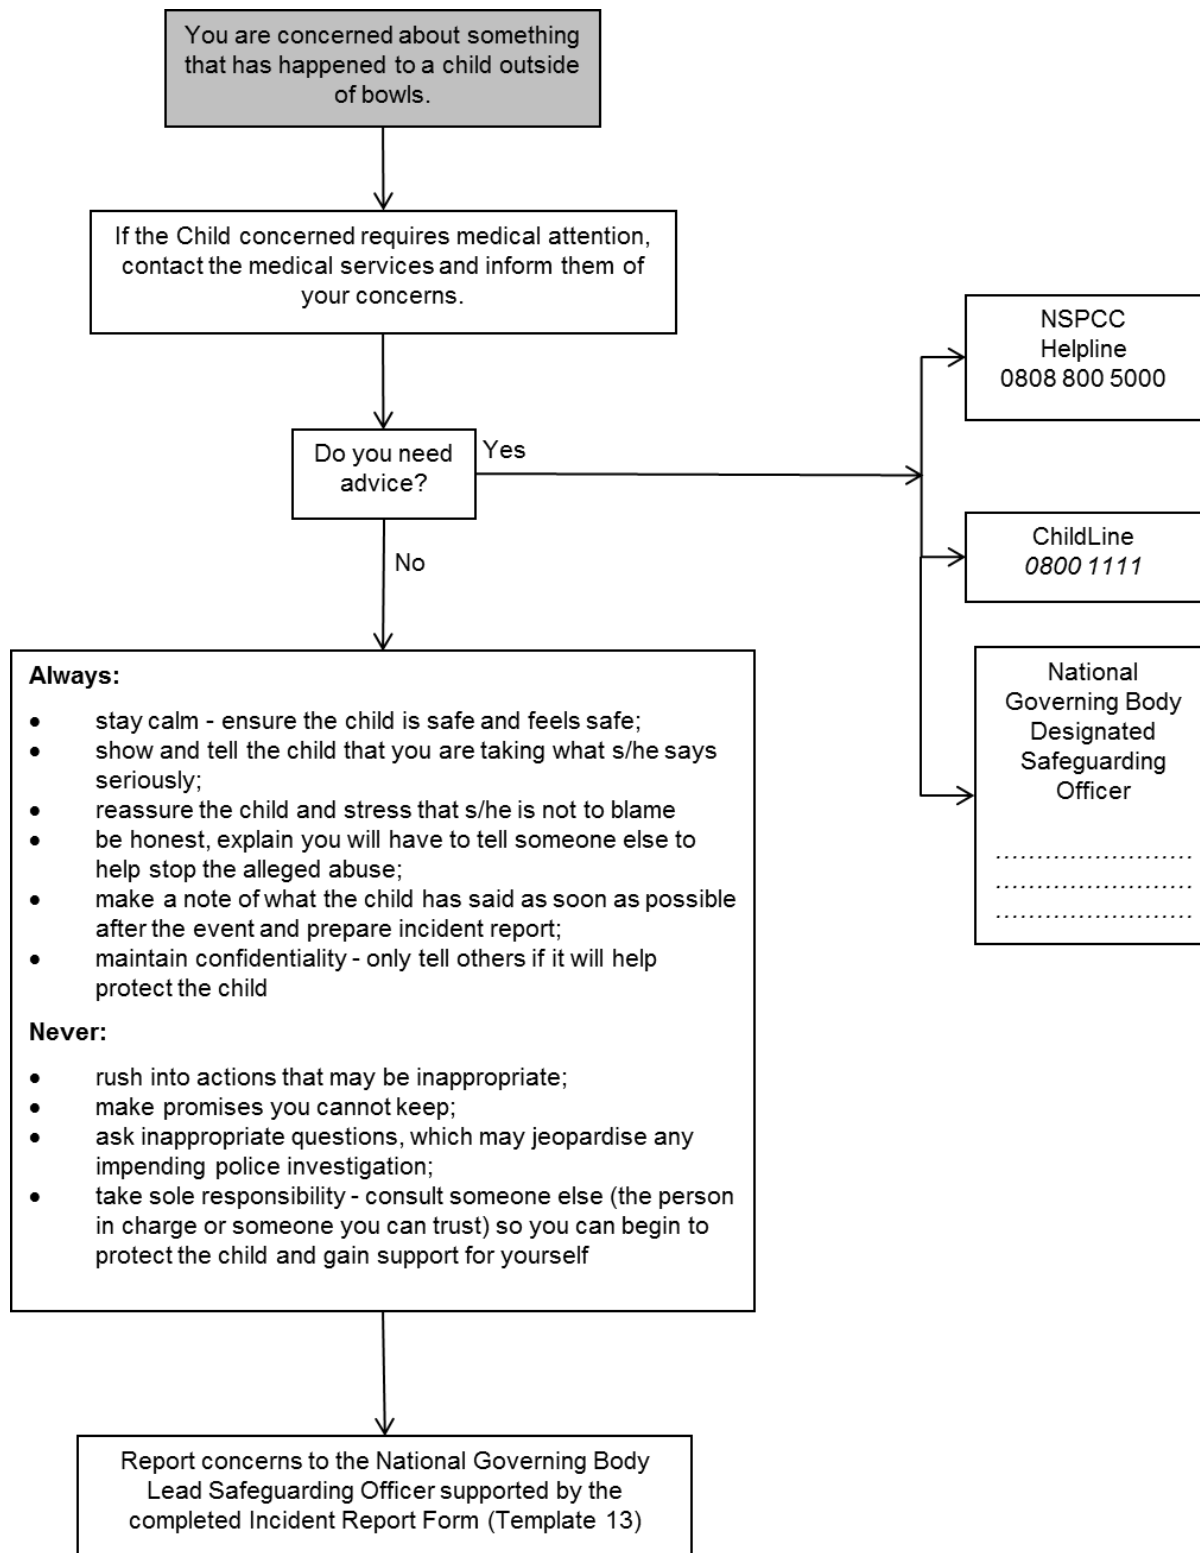 You are concerned about something
that has happened to a child outside
of bowls.
If the Child concerned requires medical attention,
contact the medical services and inform them of
your concerns.
Do you need
advice?
Yes
No
NSPCC
Helpline
0808 800 5000
ChildLine
0800 1111
National
Governing Body
Designated
Safeguarding
Officer
........................
........................
........................
Always:
• stay calm - ensure the child is safe and feels safe;
• show and tell the child that you are taking what s/he says
seriously;
• reassure the child and stress that s/he is not to blame
• be honest, explain you will have to tell someone else to
help stop the alleged abuse;
• make a note of what the child has said as soon as possible
after the event and prepare incident report;
• maintain confidentiality - only tell others if it will help
protect the child
Never:
• rush into actions that may be inappropriate;
• make promises you cannot keep;
• ask inappropriate questions, which may jeopardise any
impending police investigation;
• take sole responsibility - consult someone else (the person
in charge or someone you can trust) so you can begin to
protect the child and gain support for yourself
Report concerns to the National Governing Body
Lead Safeguarding Officer supported by the
completed Incident Report Form (Template 13)